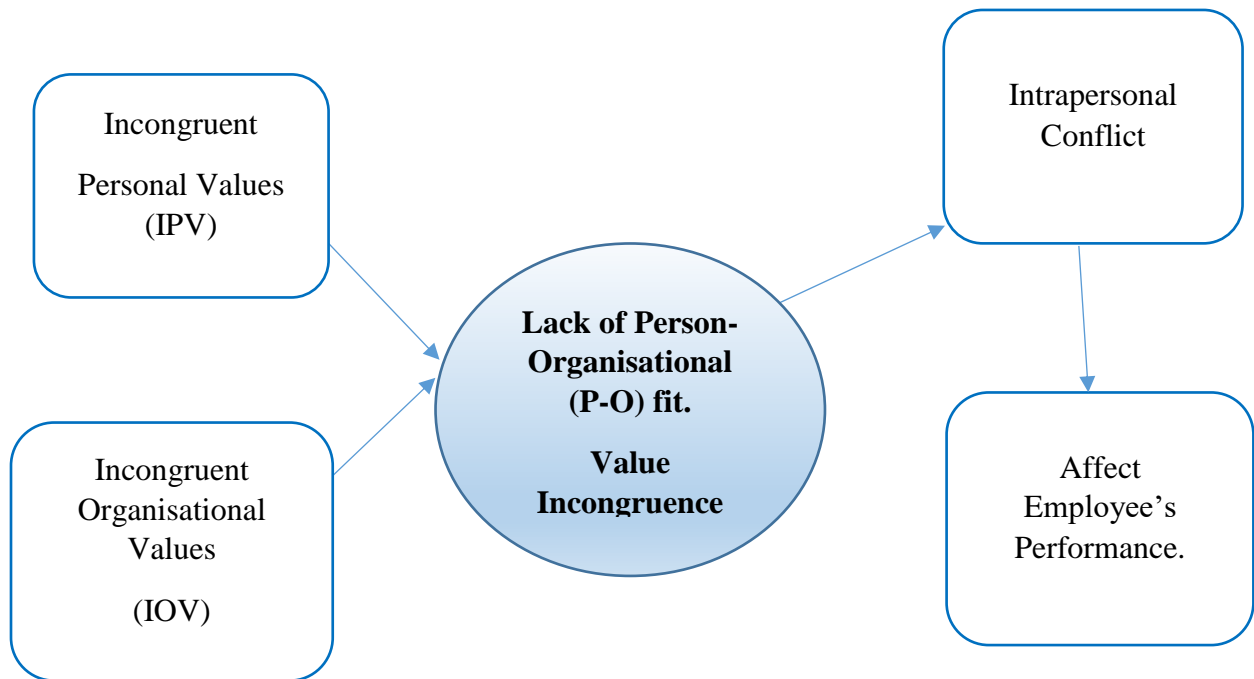 Incongruent
Personal Values
(IPV)
Incongruent
Organisational
Values
(IOV)
Lack of Person-
Organisational
(P-O) fit.
Value
Incongruence
Intrapersonal
Conflict
Affect
Employee’s
Performance.